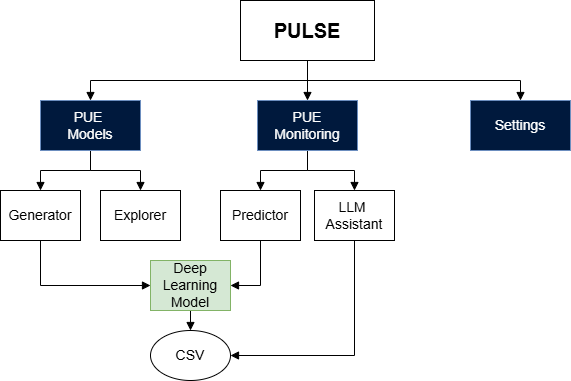 PULSE
PUE
Models
PUE
Monitoring
Settings
Generator
Explorer
Predictor
LLM
Assistant
Deep
Learning
Model
CSV